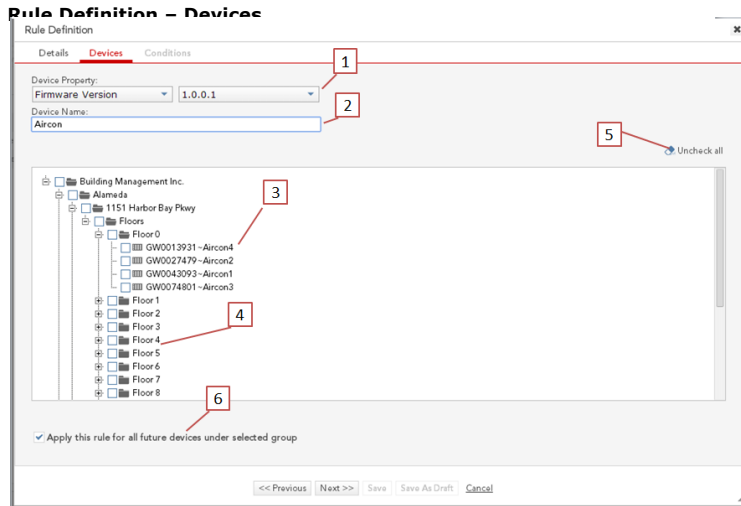 Rule Definition – Devices
Rule Definition
Details Devices Conditions
1
Device Property:
Firmware Version 1.0.0.1
2
Device Name:
Aircon
5
Uncheck all
Building Management Inc.
Alameda
3
1151 Harbor Bay Pkwy
Floors
Floor 0
GW0013931~Aircon4
GW0027479~Aircon2
GW0043093~Aircon1
GW0074801~Aircon3
Floor 1
4
Floor 2
Floor 3
Floor 4
Floor 5
Floor 6
Floor 7
Floor 8
6
Apply this rule for all future devices under selected group
<< Previous Next >> Save Save As Draft Cancel